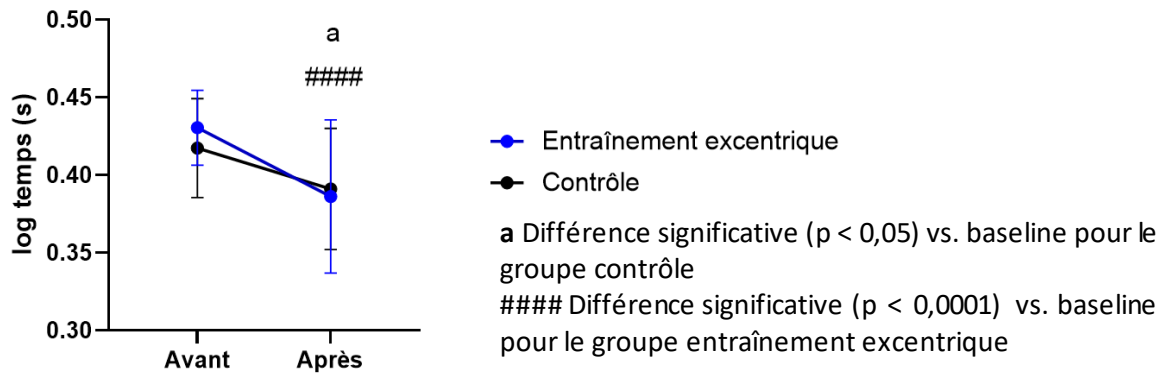 0.50
a
####
0.45
0.40
0.35
0.30
log temps (s)
Avant
Après
Entraînement excentrique
Contrôle
a Différence significative (p < 0,05) vs. baseline pour le
groupe contrôle
#### Différence significative (p < 0,0001) vs. baseline
pour le groupe entraînement excentrique